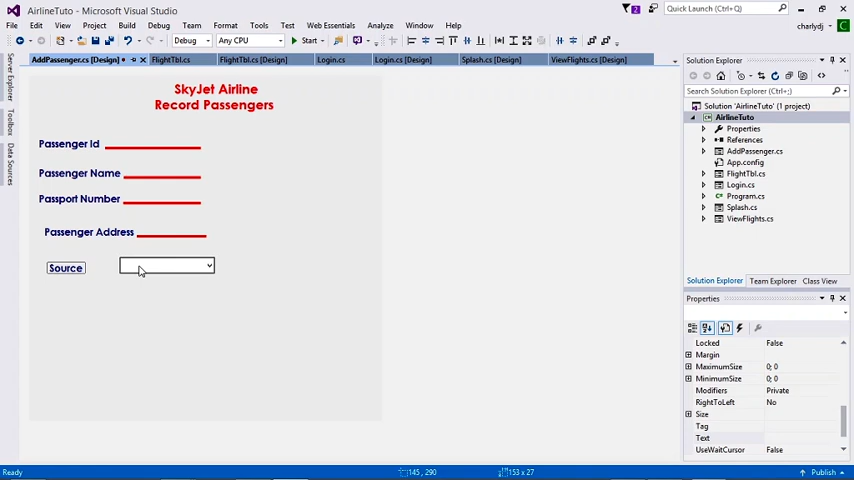 AirlineTuto - Microsoft Visual Studio
2
Quick Launch (Ctrl+Q)
File Edit View Project Build Debug Team Format Tools Test Web Essentials Analyze Window Help
charlydj
Debug Any CPU Start
AddPassenger.cs [Design] FlightTbl.cs FlightTbl.cs [Design] Login.cs Login.cs [Design] Splash.cs [Design] ViewFlights.cs [Design]
Server Explorer
Toolbox
Data Sources
SkyJet Airline
Record Passengers
Passenger Id
Passenger Name
Passport Number
Passenger Address
Source
Solution Explorer
Search Solution Explorer (Ctrl+;)
Solution 'AirlineTuto' (1 project)
AirlineTuto
Properties
References
AddPassenger.cs
App.config
FlightTbl.cs
Login.cs
Program.cs
Splash.cs
ViewFlights.cs
Solution Explorer Team Explorer Class View
Properties
Locked False
Margin
MaximumSize 0; 0
MinimumSize 0; 0
Modifiers Private
RightToLeft No
Size
Tag
Text
UseWaitCursor False
Ready 145 , 290 153 x 27 Publish